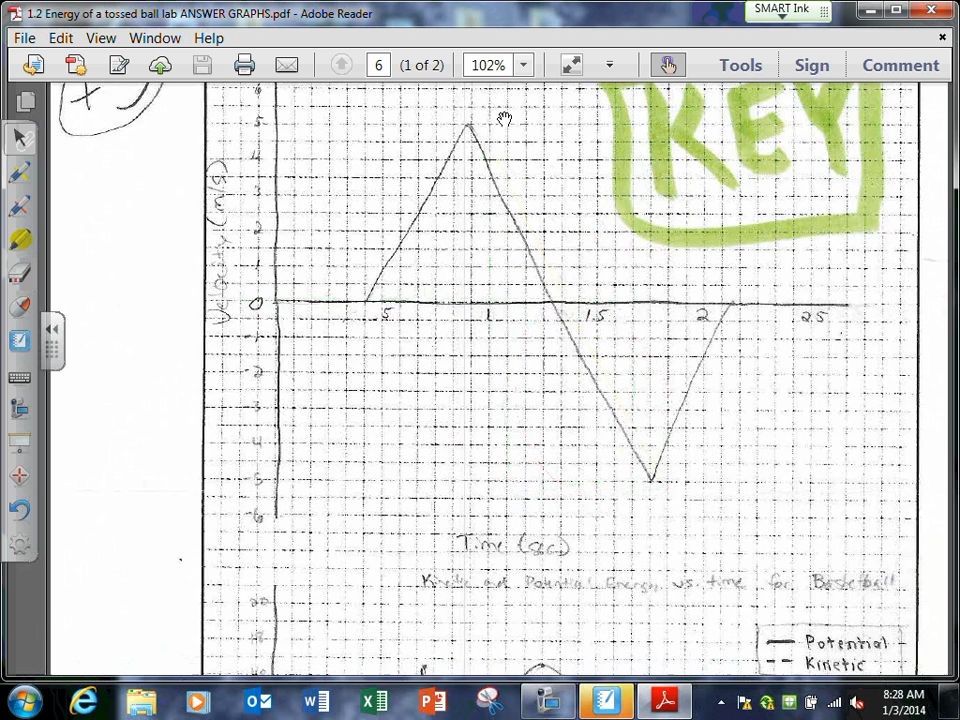 1.2 Energy of a tossed ball lab ANSWER GRAPHS.pdf - Adobe Reader
SMART Ink
File Edit View Window Help
6 (1 of 2) 102% Tools Sign Comment
KEY
6
5
4
3
2
1
0
-1
-2
-3
-4
-5
-6
Velocity (m/s)
.5 1 1.5 2 2.5
Time (sec)
Kinetic and Potential Energy vs. time for Basketball
Potential
Kinetic
8:28 AM
1/3/2014